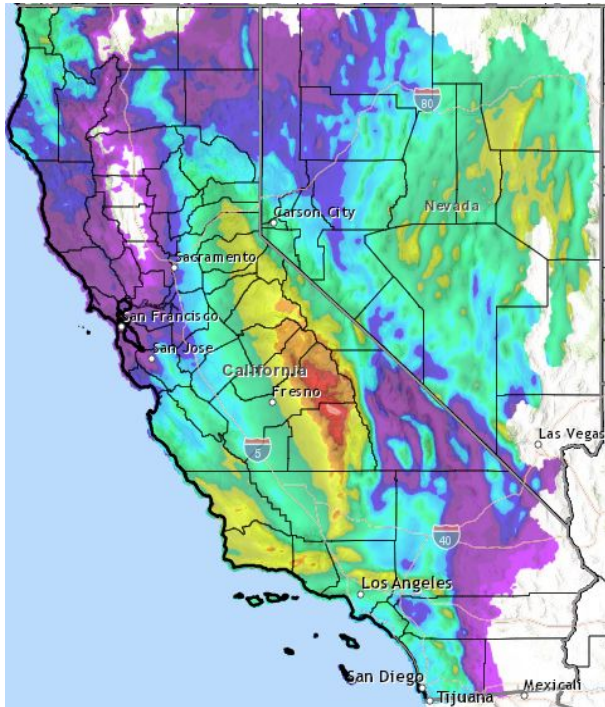 80
Nevada
Carson City
Sacramento
San Francisco
San Jose
California
Fresno
Las Vegas
5
40
Los Angeles
San Diego
Mexicali
Tijuana